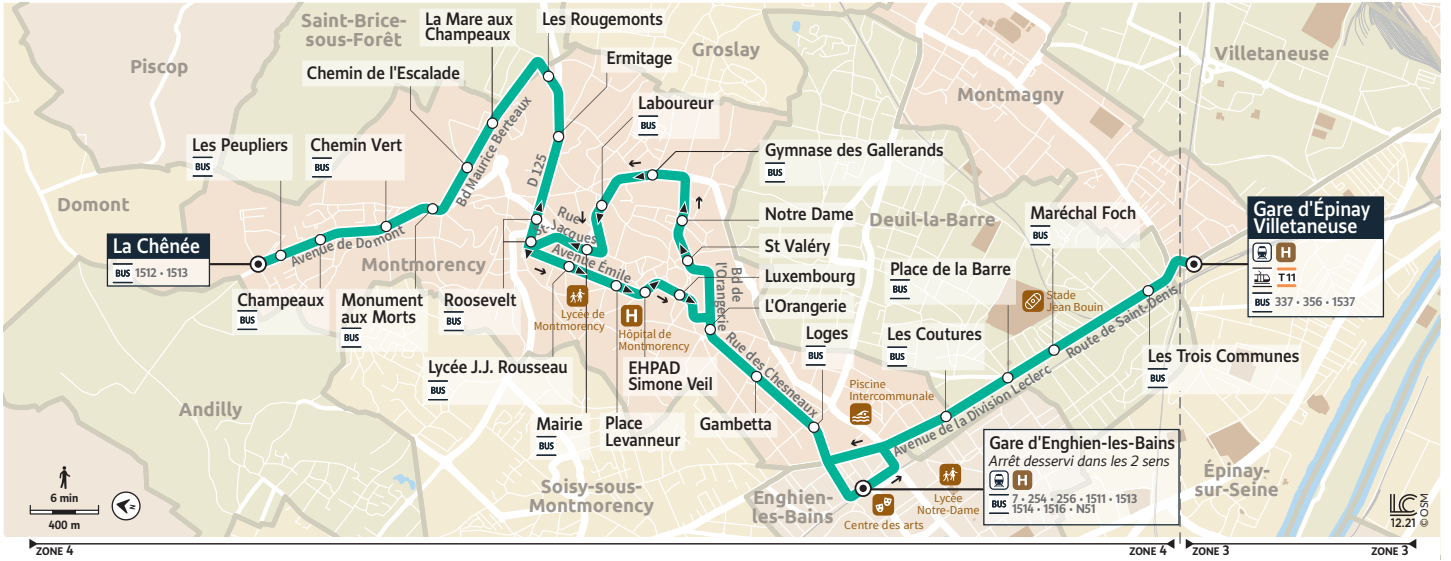 Saint-Brice-
sous-Forêt
Piscop
Groslay
Villetaneuse
Montmagny
Domont
Montmorency
Deuil-la-Barre
Andilly
Soisy-sous-
Montmorency
Enghien-
les-Bains
Épinay-
sur-Seine
La Chênée
BUS 1512 • 1513
Les Peupliers
BUS
Champeaux
Chemin Vert
BUS
Monument
aux Morts
BUS
Chemin de l'Escalade
La Mare aux
Champeaux
Les Rougemonts
Ermitage
Roosevelt
BUS
Laboureur
BUS
Gymnase des Gallerands
Notre Dame
St Valéry
Luxembourg
L'Orangerie
Lycée J.J. Rousseau
BUS
Mairie
BUS
Place
Levanneur
EHPAD
Simone Veil
Gambetta
Loges
BUS
Gare d'Enghien-les-Bains
Arrêt desservi dans les 2 sens
H
BUS 7 • 254 • 256 • 1511 • 1513
1514 • 1516 • N51
Les Coutures
BUS
Place de la Barre
BUS
Maréchal Foch
BUS
Les Trois Communes
BUS
Gare d'Épinay
Villetaneuse
H
T11
BUS 337 • 356 • 1537
Avenue de Domont
Bd Maurice Berteaux
D 125
Rue
St-Jacques
Avenue Émile
Bd de
l'Orangerie
Rue des Chesneaux
Avenue de la Division Leclerc
Route de Saint-Denis
Lycée de
Montmorency
H
Hôpital de
Montmorency
Piscine
Intercommunale
Stade
Jean Bouin
Lycée
Notre-Dame
Centre des arts
6 min
400 m
LC
12.21
© OSM
ZONE 4
ZONE 4
ZONE 3
ZONE 3